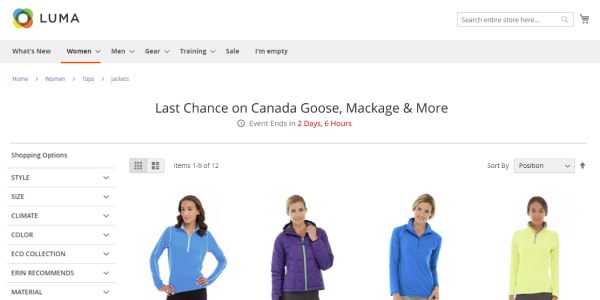 LUMA
Search entire store here...
What's New Women Men Gear Training Sale I'm empty
Home > Women > Tops > jackets
Last Chance on Canada Goose, Mackage & More
Event Ends In 2 Days, 6 Hours
Shopping Options
Items 1-9 of 12
Sort By Position
STYLE
SIZE
CLIMATE
COLOR
ECO COLLECTION
ERIN RECOMMENDS
MATERIAL